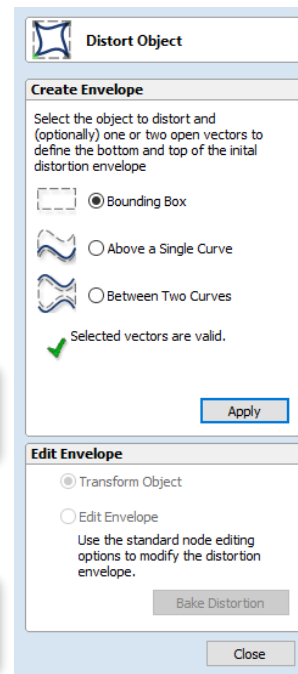 Distort Object
Create Envelope
Select the object to distort and
(optionally) one or two open vectors to
define the bottom and top of the inital
distortion envelope
Bounding Box
Above a Single Curve
Between Two Curves
Selected vectors are valid.
Apply
Edit Envelope
Transform Object
Edit Envelope
Use the standard node editing
options to modify the distortion
envelope.
Bake Distortion
Close